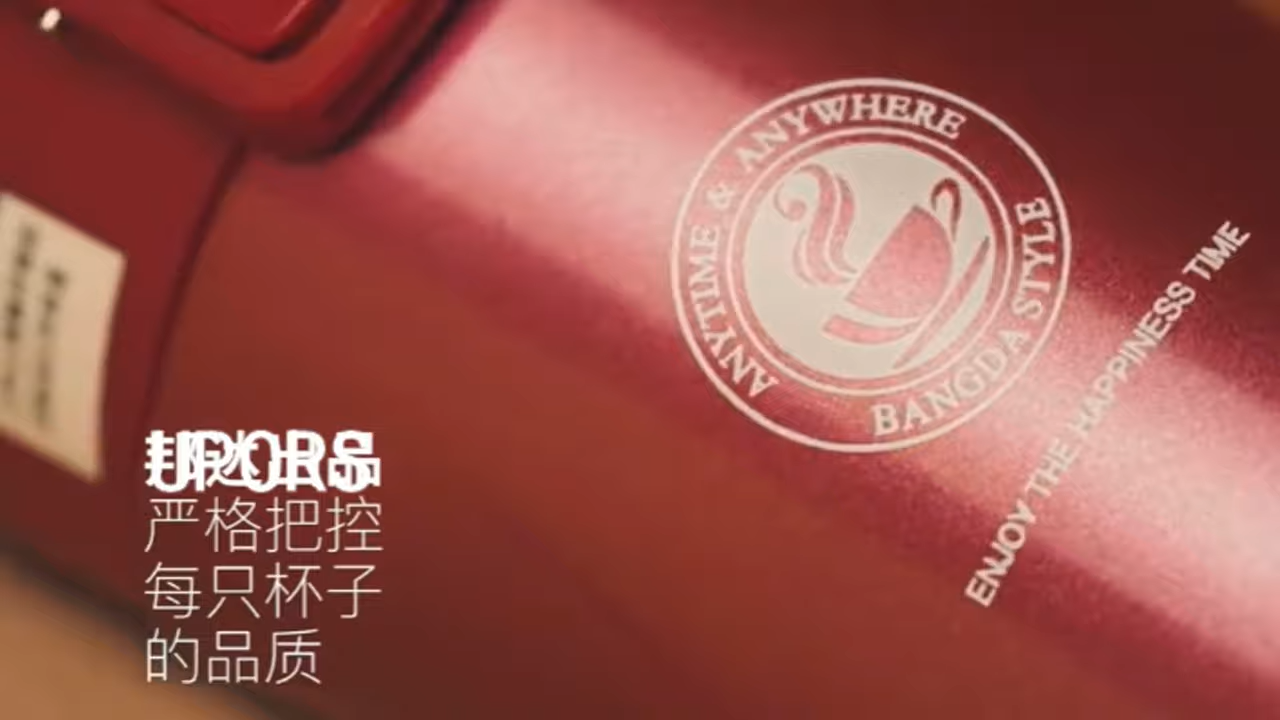 ANYTIME & ANYWHERE
BANGDA STYLE
ENJOY THE HAPPINESS TIME
UPORS
严格把控
每只杯子
的品质